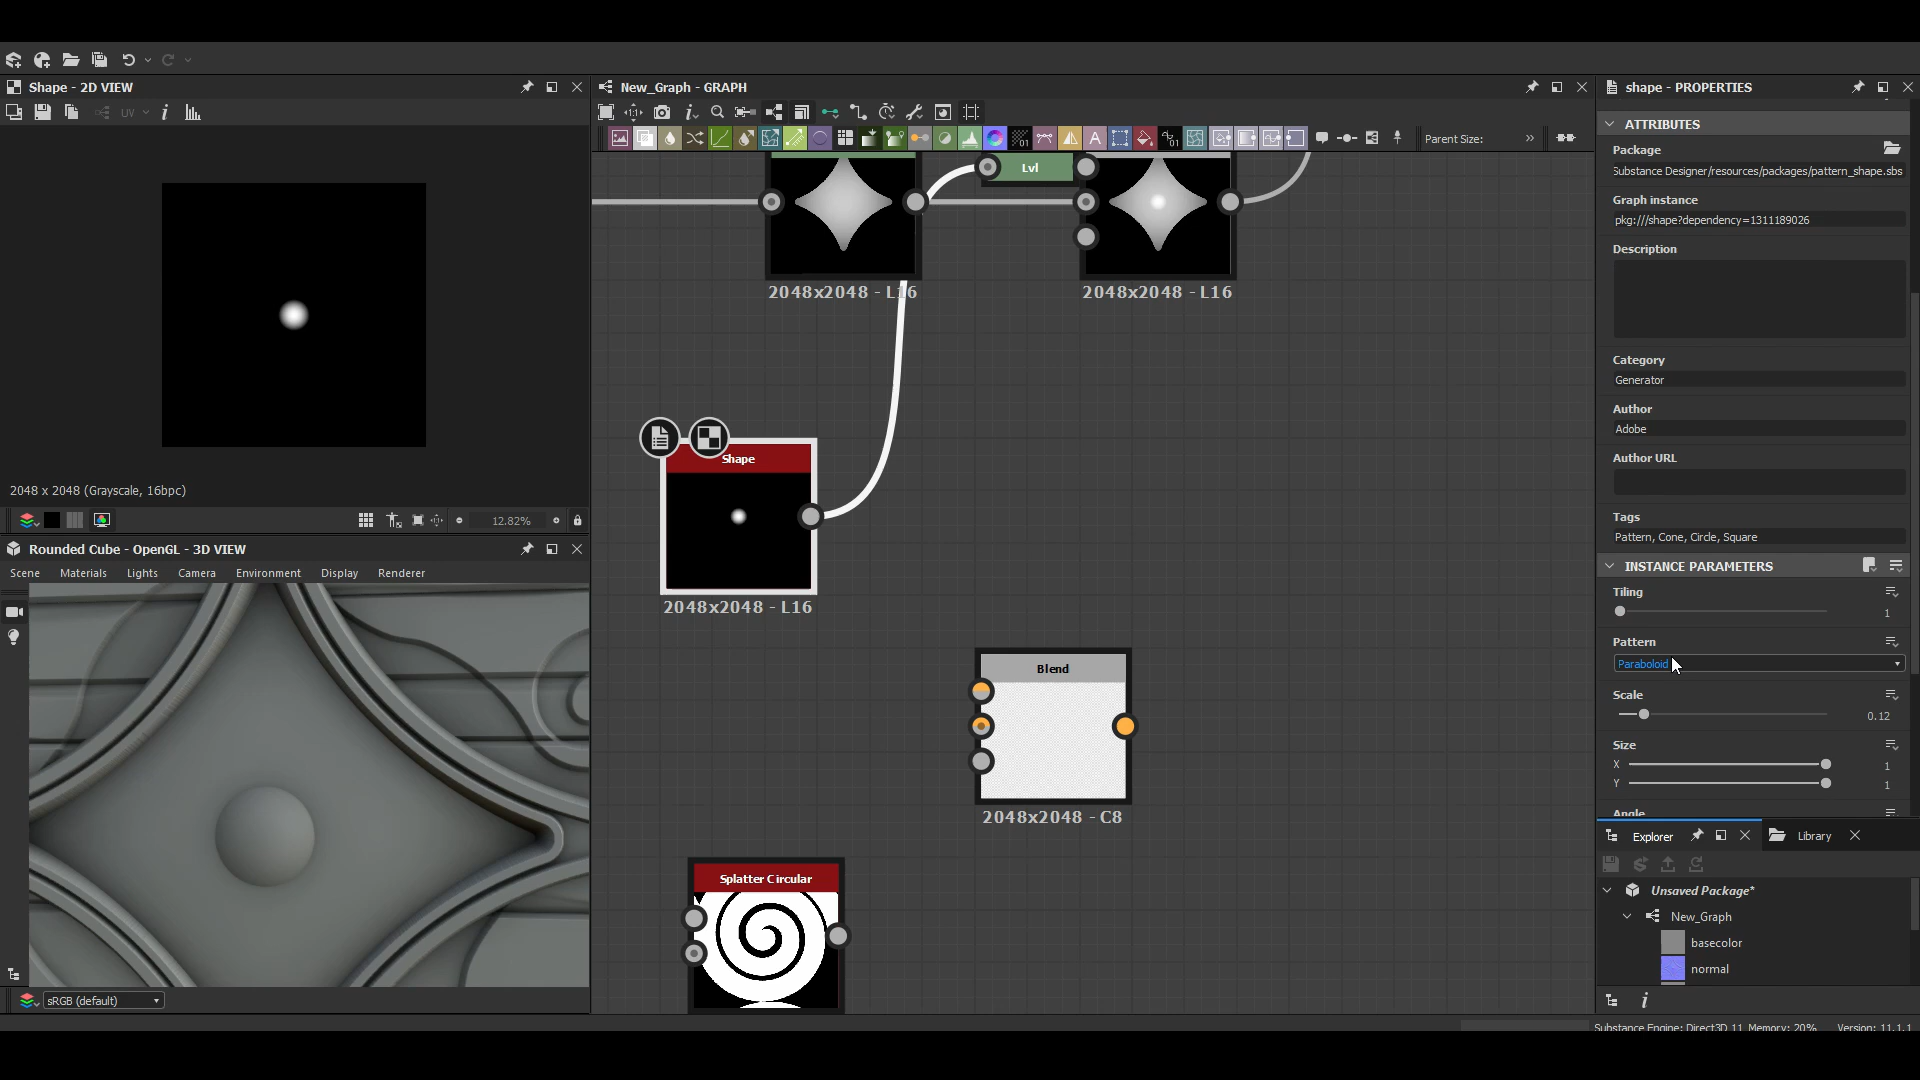 Shape - 2D VIEW
New_Graph - GRAPH
shape - PROPERTIES
UV
Parent Size:
ATTRIBUTES
Package
Substance Designer/resources/packages/pattern_shape.sbs
Graph instance
pkg:///shape?dependency=1311189026
Description
Category
Generator
Author
Adobe
Author URL
Tags
Pattern, Cone, Circle, Square
INSTANCE PARAMETERS
Tiling
1
Pattern
Paraboloid
Scale
0.12
Size
X
1
Y
1
Angle
Lvl
2048x2048 - L16
2048x2048 - L16
Shape
2048x2048 - L16
Blend
2048x2048 - C8
Splatter Circular
2048 x 2048 (Grayscale, 16bpc)
12.82%
Rounded Cube - OpenGL - 3D VIEW
Scene
Materials
Lights
Camera
Environment
Display
Renderer
sRGB (default)
Explorer
Library
Unsaved Package*
New_Graph
basecolor
normal
Substance Engine: Direct3D 11 Memory: 20%
Version: 11.1.1